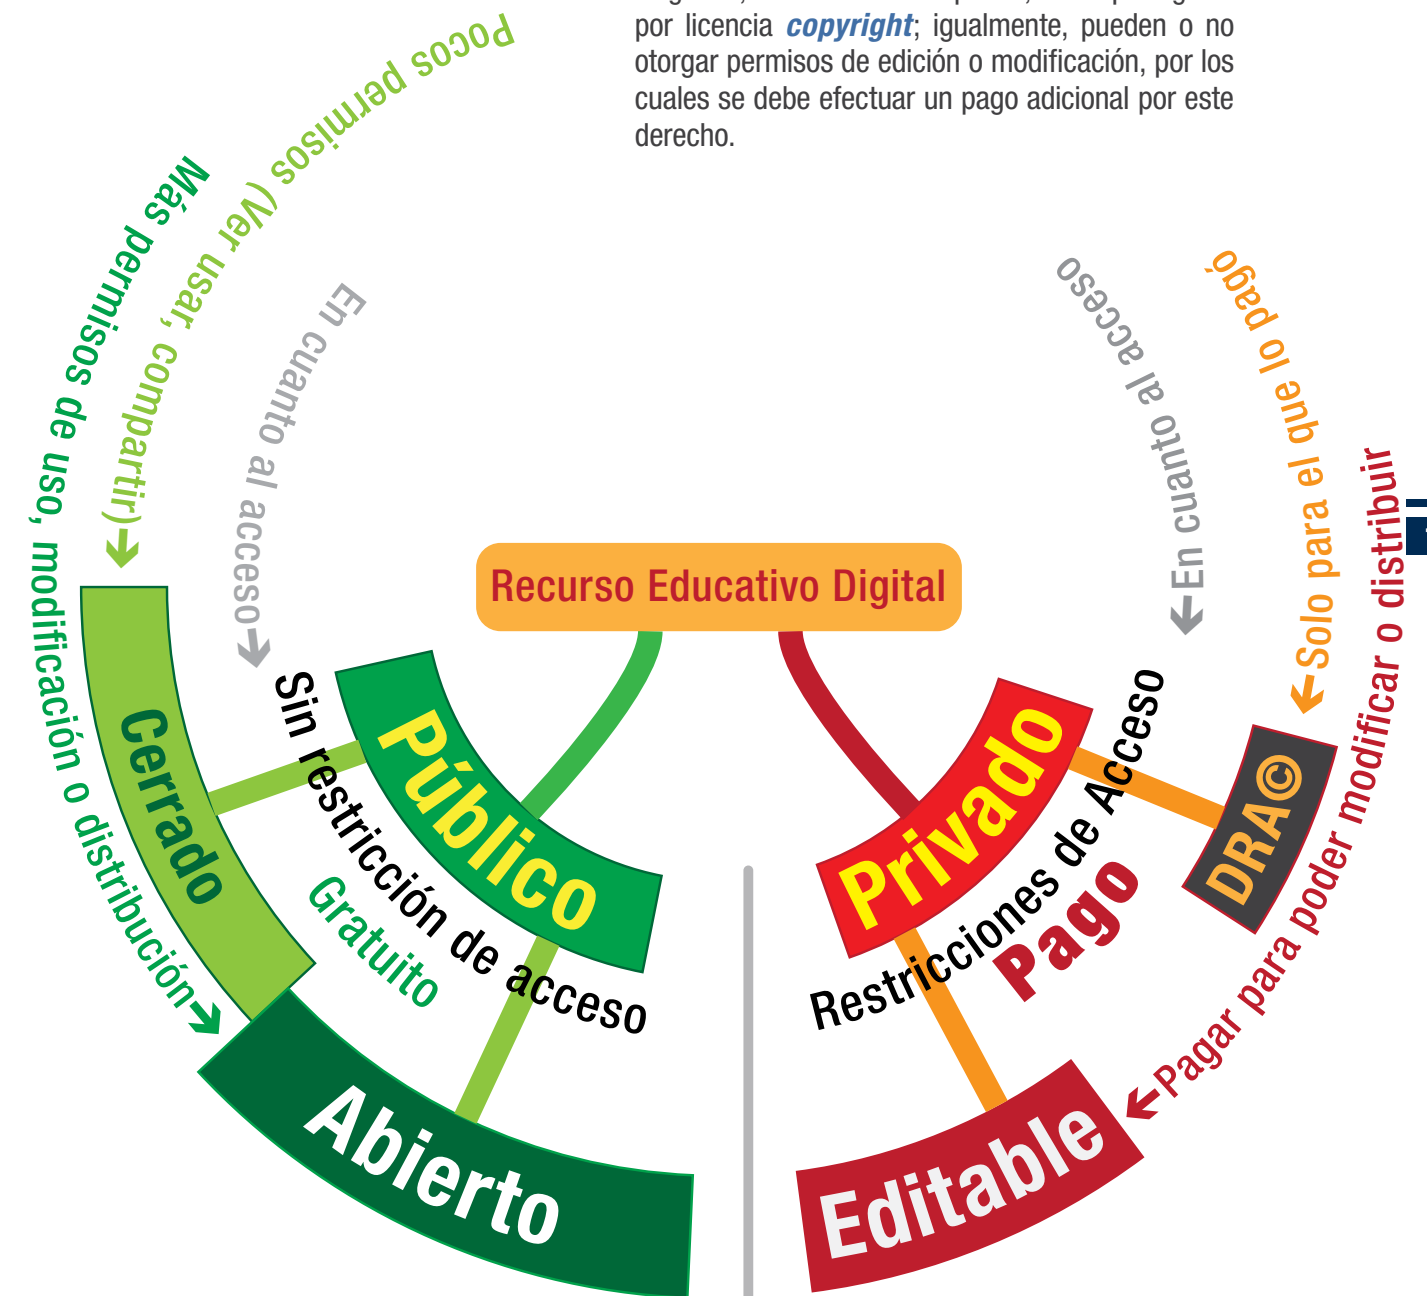 por licencia copyright; igualmente, pueden o no
otorgar permisos de edición o modificación, por los
cuales se debe efectuar un pago adicional por este
derecho.
Pocos permisos (Ver usar, compartir)
Más permisos de uso, modificación o distribución
En cuanto al acceso
En cuanto al acceso
Solo para el que lo pagó
Pagar para poder modificar o distribuir
Recurso Educativo Digital
Público
Sin restricción de acceso
Gratuito
Cerrado
Abierto
Privado
Restricciones de Acceso
Pago
DRA©
Editable